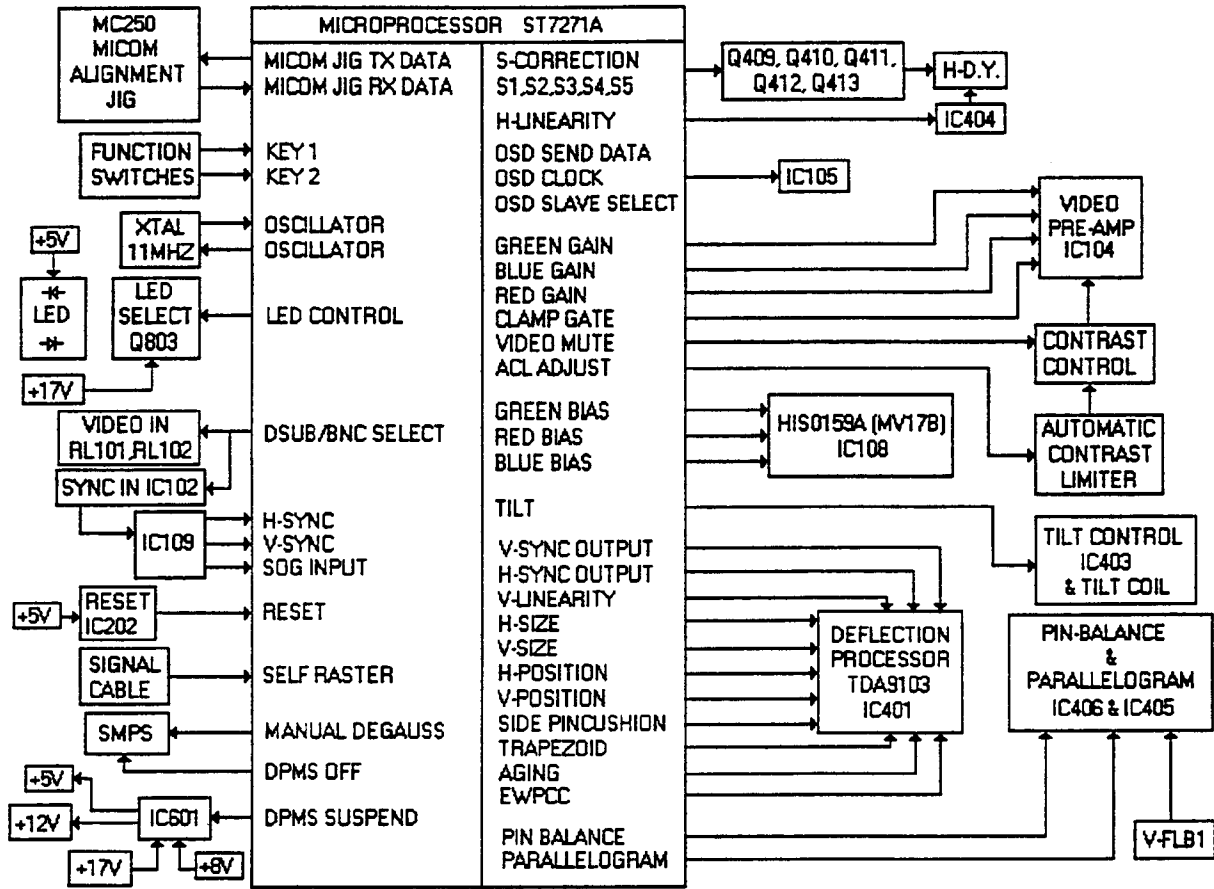 MC250
MICOM
ALIGNMENT
JIG
MICROPROCESSOR ST7271A
MICOM JIG TX DATA
MICOM JIG RX DATA
FUNCTION
SWITCHES
KEY 1
KEY 2
XTAL
11MHZ
OSCILLATOR
OSCILLATOR
+5V
LED
LED
SELECT
Q803
LED CONTROL
+17V
VIDEO IN
RL101,RL102
DSUB/BNC SELECT
SYNC IN IC102
IC109
H-SYNC
V-SYNC
SOG INPUT
+5V
RESET
IC202
RESET
SIGNAL
CABLE
SELF RASTER
SMPS
MANUAL DEGAUSS
DPMS OFF
+5V
+12V
IC601
DPMS SUSPEND
+17V
+8V
S-CORRECTION
S1,S2,S3,S4,S5
Q409, Q410, Q411,
Q412, Q413
H-D.Y.
H-LINEARITY
IC404
OSD SEND DATA
OSD CLOCK
OSD SLAVE SELECT
IC105
GREEN GAIN
BLUE GAIN
RED GAIN
CLAMP GATE
VIDEO MUTE
ACL ADJUST
VIDEO
PRE-AMP
IC104
CONTRAST
CONTROL
AUTOMATIC
CONTRAST
LIMITER
GREEN BIAS
RED BIAS
BLUE BIAS
HIS0159A (MV17B)
IC108
TILT
TILT CONTROL
IC403
& TILT COIL
V-SYNC OUTPUT
H-SYNC OUTPUT
V-LINEARITY
H-SIZE
V-SIZE
H-POSITION
V-POSITION
SIDE PINCUSHION
TRAPEZOID
AGING
EWPCC
DEFLECTION
PROCESSOR
TDA9103
IC401
PIN-BALANCE
&
PARALLELOGRAM
IC406 & IC405
PIN BALANCE
PARALLELOGRAM
V-FLB1